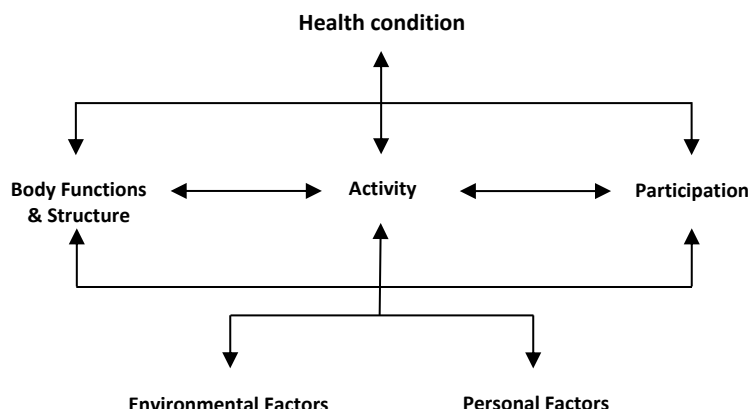 Health condition
Body Functions
& Structure
Activity
Participation
Environmental Factors
Personal Factors